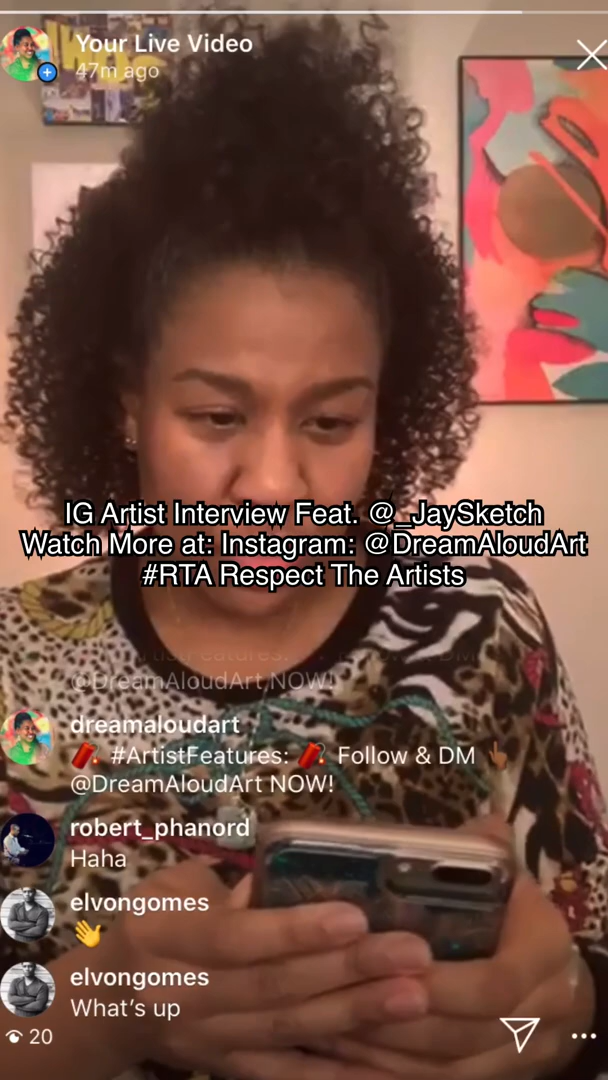 Your Live Video
47m ago
IG Artist Interview Feat. @_JaySketch
Watch More at: Instagram: @DreamAloudArt
#RTA Respect The Artists
@DreamAloudArt NOW!
dreamaloudart
🧨 #ArtistFeatures: 🧨 Follow & DM 👆🏾
@DreamAloudArt NOW!
robert_phanord
Haha
elvongomes
👋
elvongomes
What's up
20